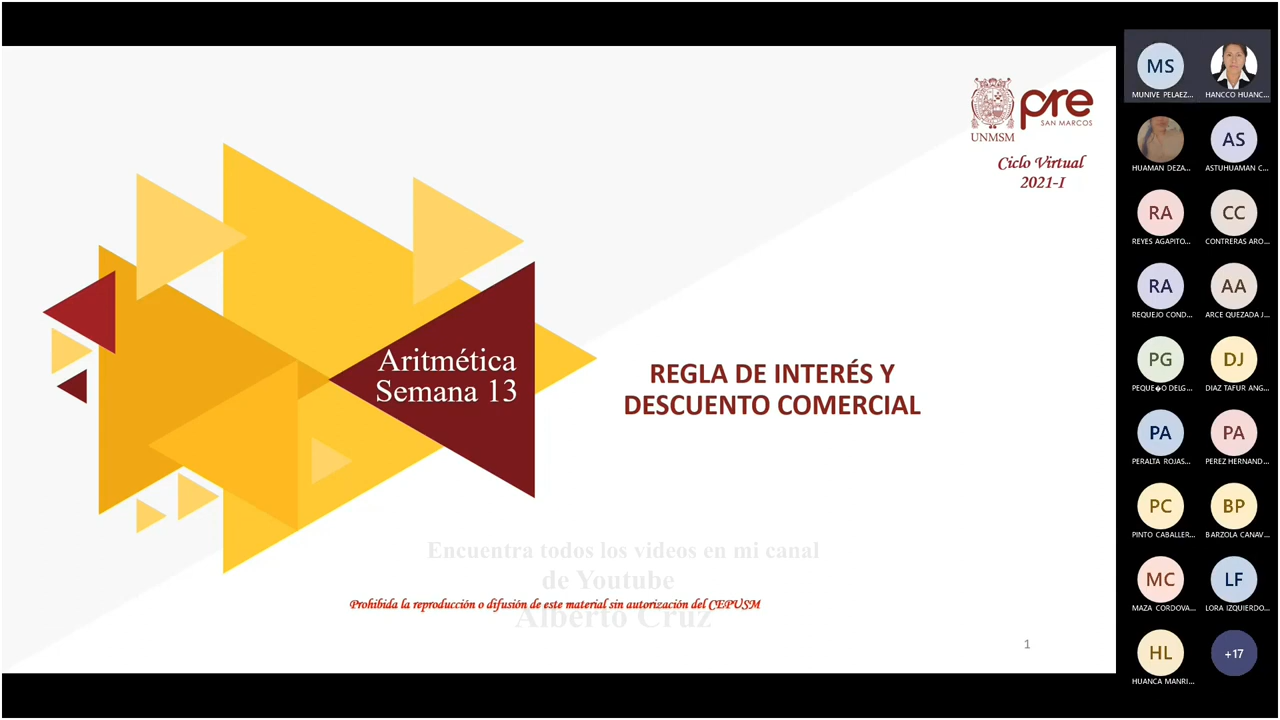 UNMSM
pre
SAN MARCOS
Ciclo Virtual
2021-I
Aritmética
Semana 13
REGLA DE INTERÉS Y
DESCUENTO COMERCIAL
Encuentra todos los videos en mi canal
de Youtube
Prohibida la reproducción o difusión de este material sin autorización del CEPUSM
Alberto Cruz
1
MS
MUNIVE PELAEZ...
HANCCO HUANC...
HUAMAN DEZA...
AS
ASTUHUAMAN C...
RA
REYES AGAPITO...
CC
CONTRERAS ARO...
RA
REQUEJO COND...
AA
ARCE QUEZADA J...
PG
PEQUE�O DELG...
DJ
DIAZ TAFUR ANG...
PA
PERALTA ROJAS...
PA
PEREZ HERNAND...
PC
PINTO CABALLER...
BP
BARZOLA CANAV...
MC
MAZA CORDOVA...
LF
LORA IZQUIERDO...
HL
HUANCA MANRI...
+17